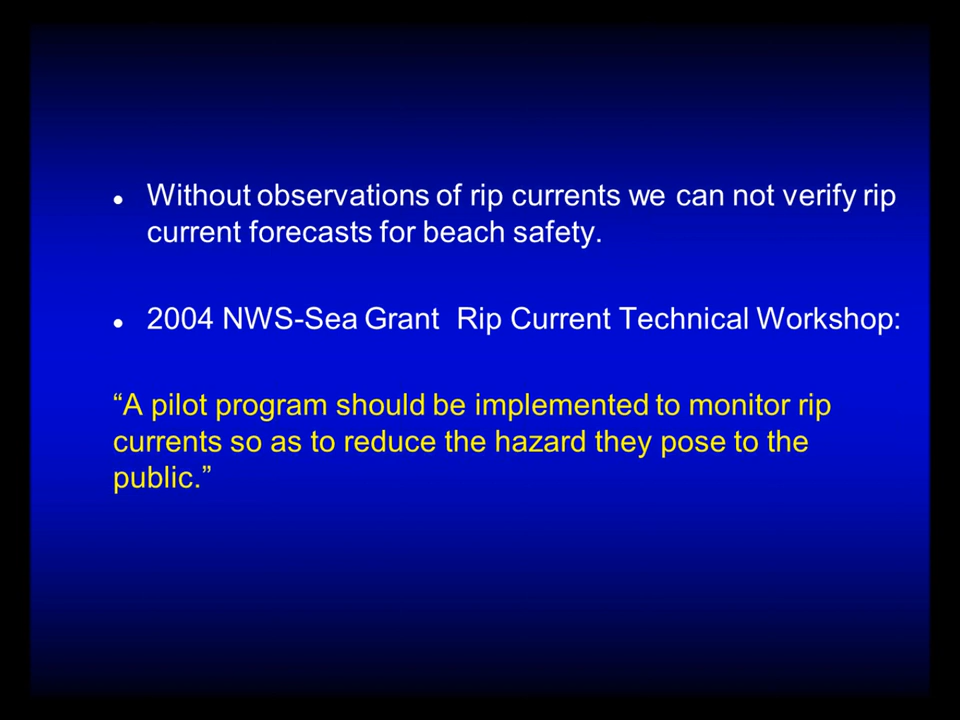 Without observations of rip currents we can not verify rip
current forecasts for beach safety.
2004 NWS-Sea Grant  Rip Current Technical Workshop:
“A pilot program should be implemented to monitor rip
currents so as to reduce the hazard they pose to the
public.”